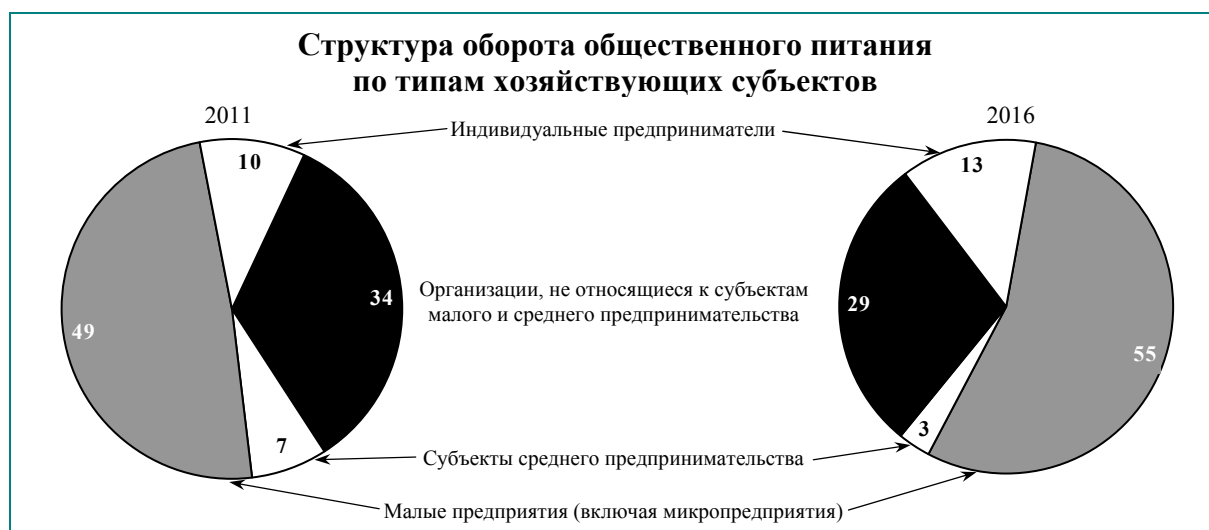 Структура оборота общественного питания
по типам хозяйствующих субъектов
2011
2016
Индивидуальные предприниматели
10
13
34
Организации, не относящиеся к субъектам
малого и среднего предпринимательства
29
49
55
7
3
Субъекты среднего предпринимательства
Малые предприятия (включая микропредприятия)